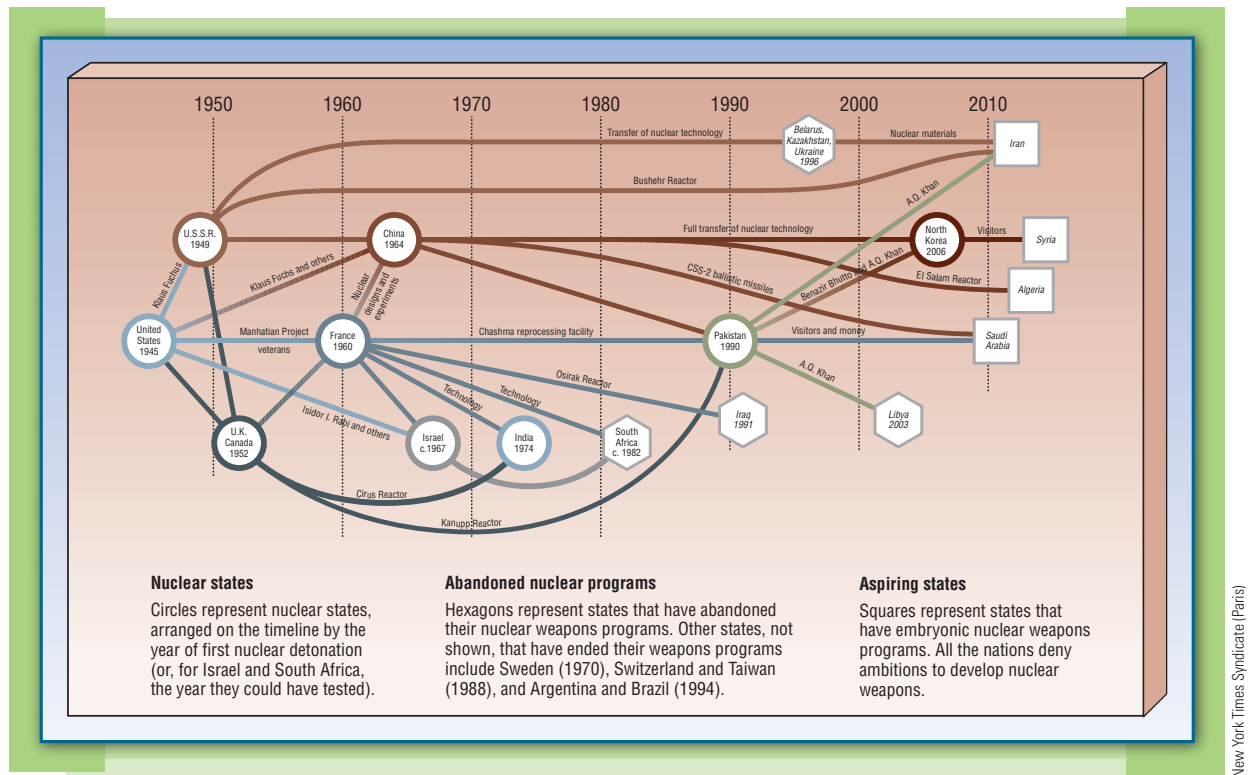 1950 1960 1970 1980 1990 2000 2010
Transfer of nuclear technology
Belarus,
Kazakhstan,
Ukraine
1996
Nuclear materials
Iran
Bushehr Reactor
A.Q. Khan
U.S.S.R.
1949
China
1964
Full transfer of nuclear technology
North
Korea
2006
Visitors
Syria
Klaus Fuchus
Klaus Fuchs and others
Nuclear
designs and
experiments
CSS-2 ballistic missiles
Benazir Bhutto and A.Q. Khan
El Salam Reactor
Algeria
United
States
1945
Manhatian Project
veterans
France
1960
Chashma reprocessing facility
Pakistan
1990
Visitors and money
Saudi
Arabia
Osirak Reactor
A.Q. Khan
Technology
Technology
Isidor I. Rabi and others
U.K.
Canada
1952
Israel
c.1967
India
1974
South
Africa
c. 1982
Iraq
1991
Libya
2003
Cirus Reactor
Kanupp Reactor
Nuclear states
Circles represent nuclear states,
arranged on the timeline by the
year of first nuclear detonation
(or, for Israel and South Africa,
the year they could have tested).
Abandoned nuclear programs
Hexagons represent states that have abandoned
their nuclear weapons programs. Other states, not
shown, that have ended their weapons programs
include Sweden (1970), Switzerland and Taiwan
(1988), and Argentina and Brazil (1994).
Aspiring states
Squares represent states that
have embryonic nuclear weapons
programs. All the nations deny
ambitions to develop nuclear
weapons.
New York Times Syndicate (Paris)